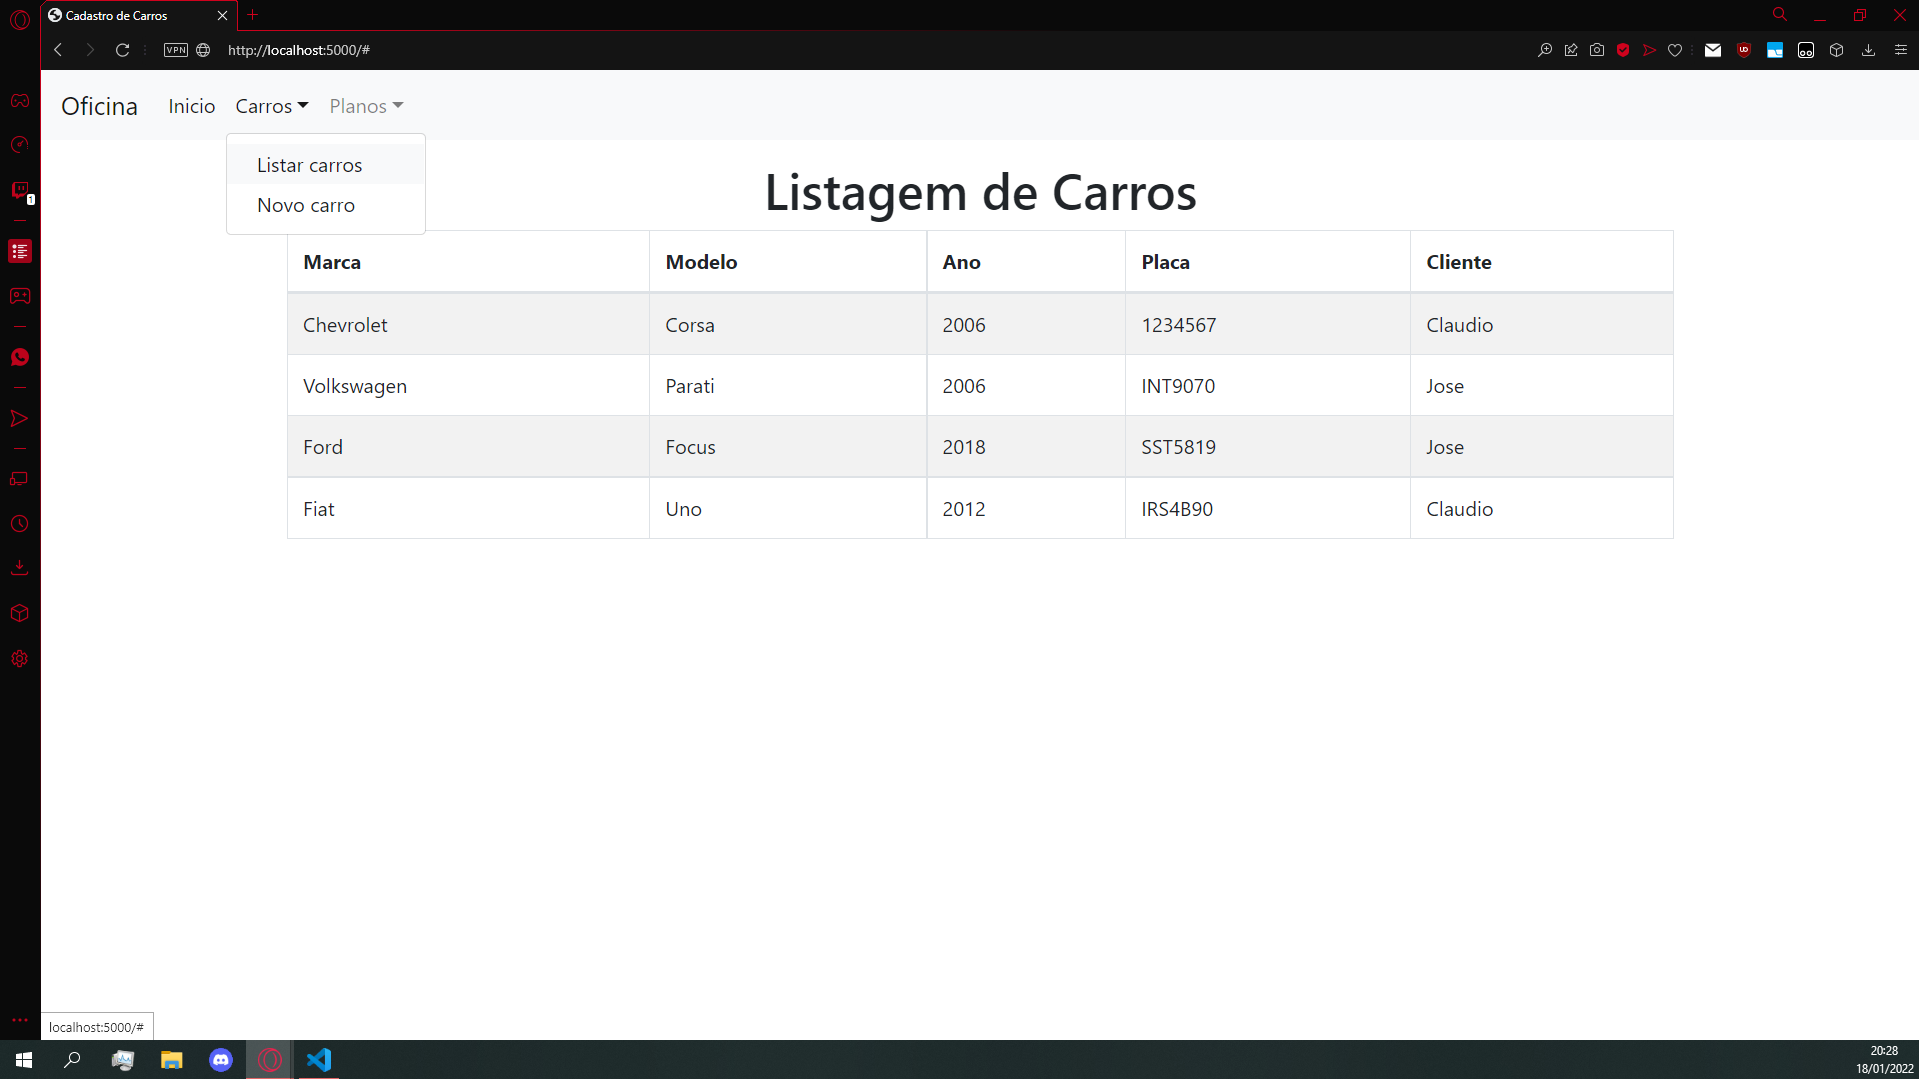 Cadastro de Carros
VPN
http://localhost:5000/#
Oficina Inicio Carros Planos
Listar carros
Novo carro
1
Listagem de Carros
Marca Modelo Ano Placa Cliente
Chevrolet Corsa 2006 1234567 Claudio
Volkswagen Parati 2006 INT9070 Jose
Ford Focus 2018 SST5819 Jose
Fiat Uno 2012 IRS4B90 Claudio
localhost:5000/#
20:28
18/01/2022